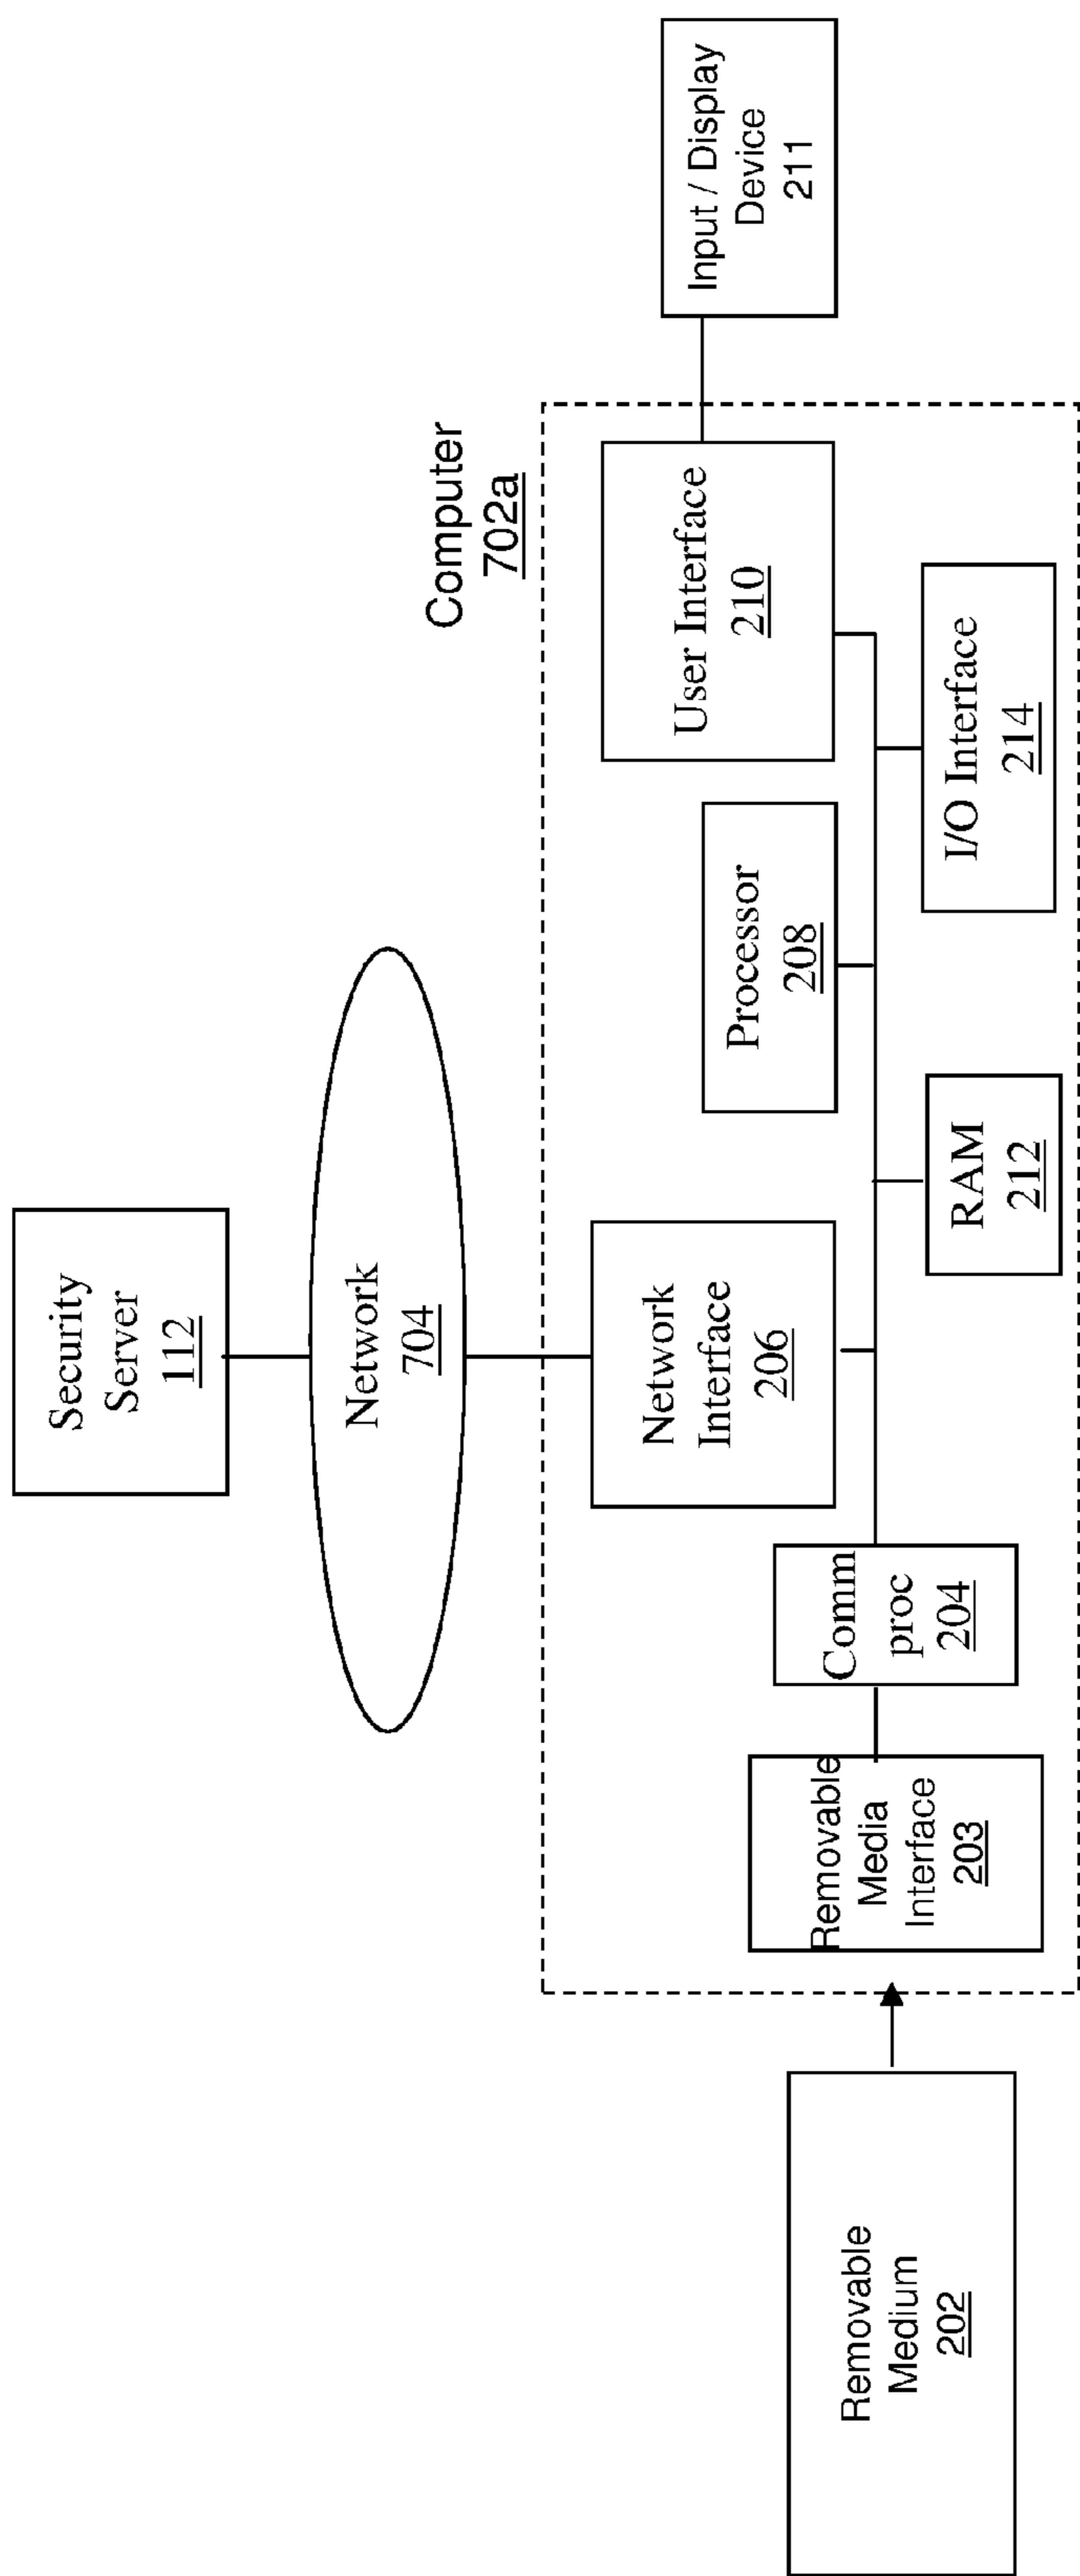 Security
Server
112
Network
704
Computer
702a
Removable
Medium
202
Removable
Media
Interface
203
Comm
proc
204
Network
Interface
206
Processor
208
User Interface
210
Input / Display
Device
211
RAM
212
I/O Interface
214